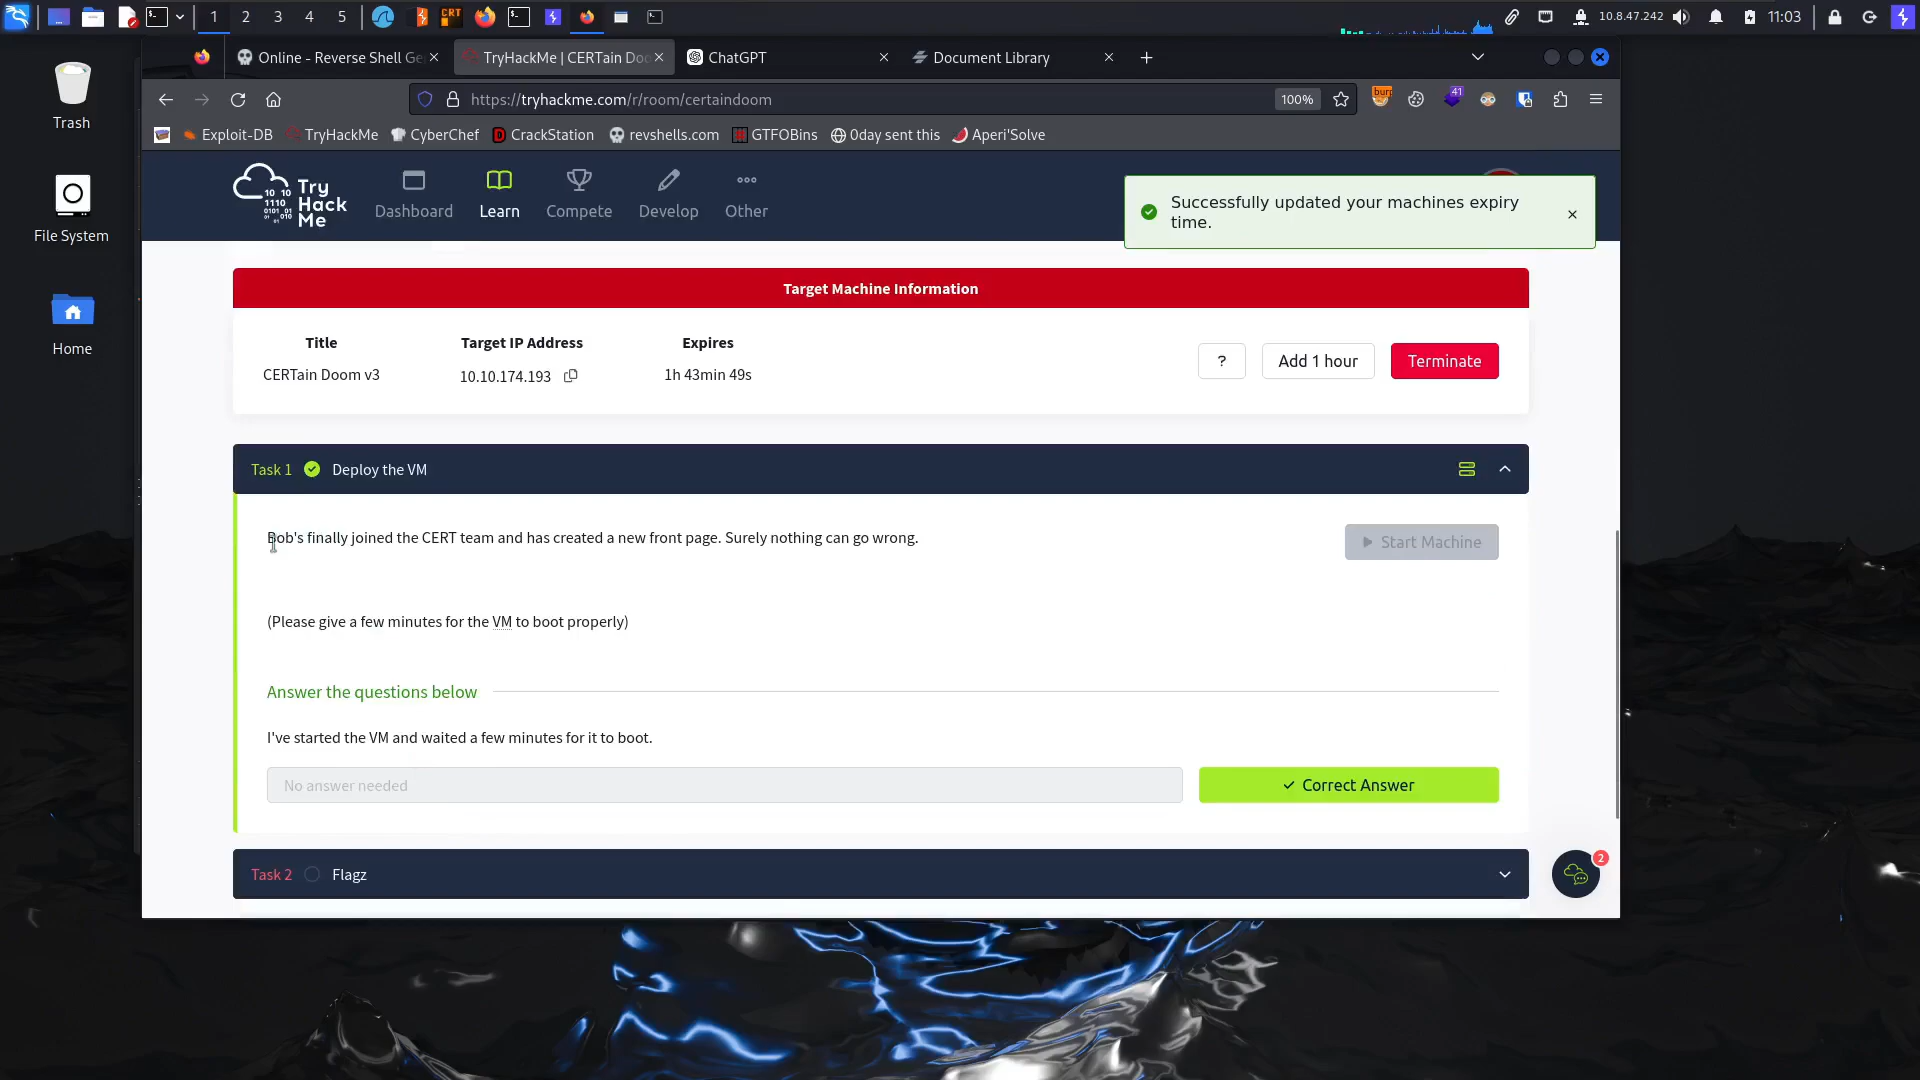 1
2
3
4
5
CRT
10.8.47.242
11:03
Trash
File System
Home
Online - Reverse Shell Ge
TryHackMe | CERTain Doo
ChatGPT
Document Library
https://tryhackme.com/r/room/certaindoom
100%
burp
41
Exploit-DB
TryHackMe
CyberChef
CrackStation
revshells.com
GTFOBins
0day sent this
Aperi'Solve
Try
Hack
Me
Dashboard
Learn
Compete
Develop
Other
Successfully updated your machines expiry
time.
Target Machine Information
Title
Target IP Address
Expires
CERTain Doom v3
10.10.174.193
1h 43min 49s
?
Add 1 hour
Terminate
Task 1
Deploy the VM
Bob's finally joined the CERT team and has created a new front page. Surely nothing can go wrong.
Start Machine
(Please give a few minutes for the VM to boot properly)
Answer the questions below
I've started the VM and waited a few minutes for it to boot.
No answer needed
Correct Answer
Task 2
Flagz
2